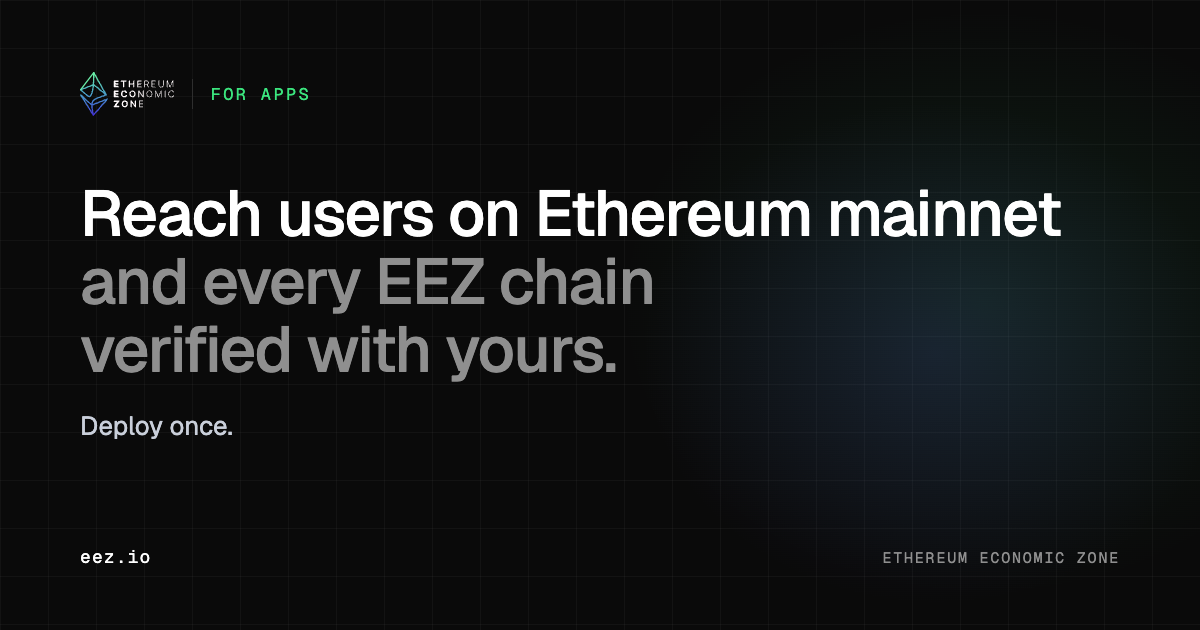 ETHEREUM
ECONOMIC
ZONE
FOR APPS
Reach users on Ethereum mainnet
and every EEZ chain
verified with yours.
Deploy once.
eez.io
ETHEREUM ECONOMIC ZONE